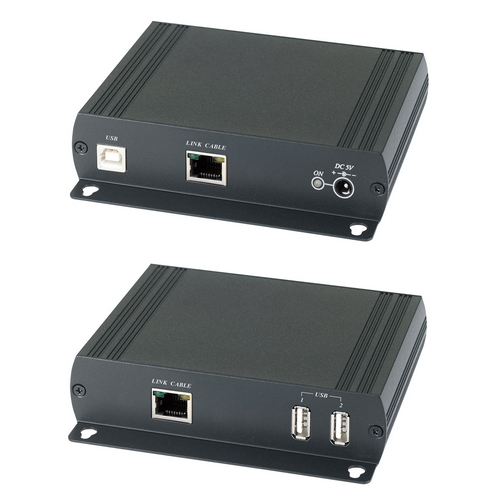 USB
LINK CABLE
DC 5V
ON + -
LINK CABLE
USB
1 2